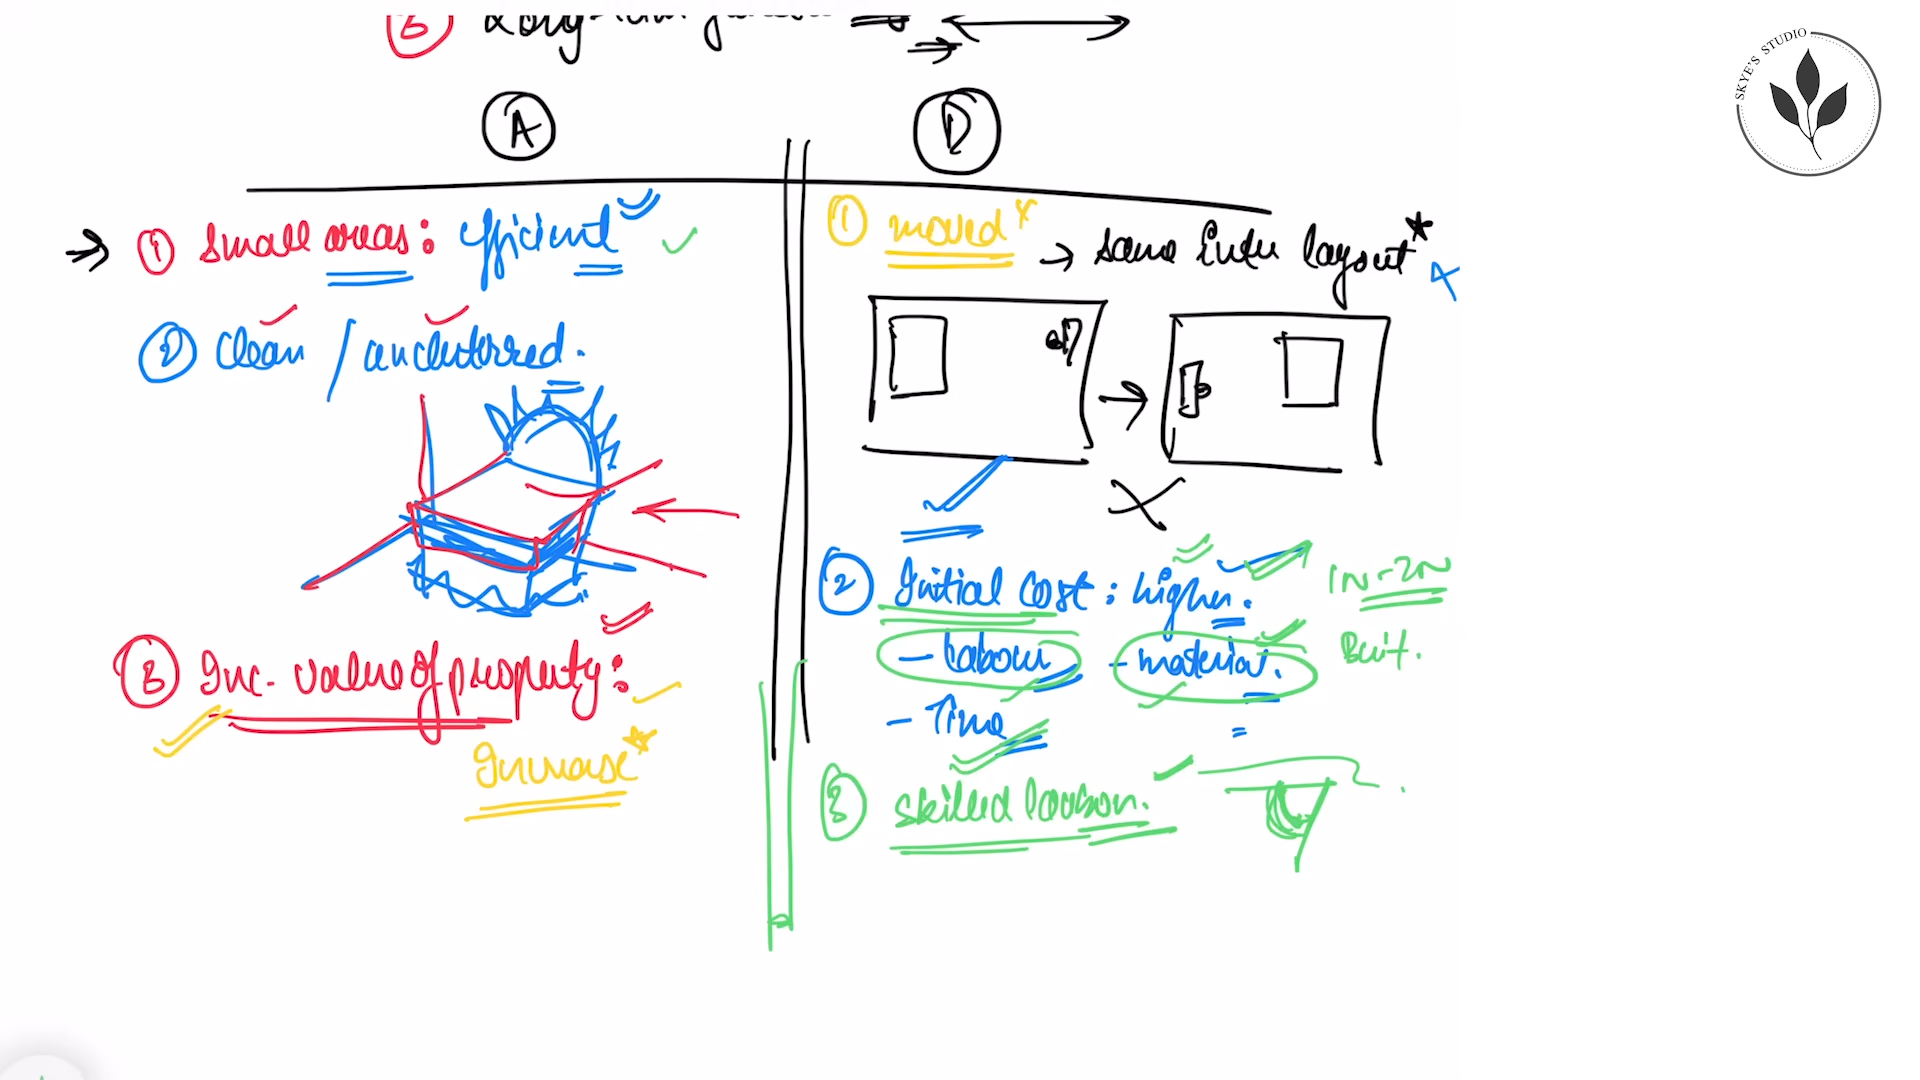 SKYE'S STUDIO
A
D
① Small areas: efficient
② Clean / uncluttered.
③ Inc. value of property:
Increase
① moved
→ same layout
② Initial cost: higher.
1N-2N
- labour - material.
Built.
- Time
③ skilled labour.